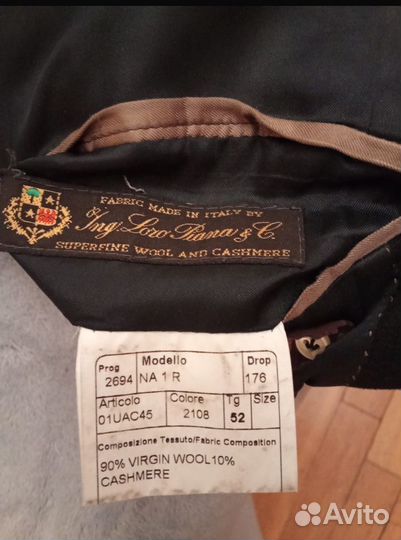 FABRIC MADE IN ITALY BY
Ing. Loro Piana & C.
SUPERFINE WOOL AND CASHMERE
Prog Modello Drop
2694 NA 1 R 176
Articolo Colore Tg Size
01UAC45 2108 52
Composizione Tessuto/Fabric Composition
90% VIRGIN WOOL10%
CASHMERE
Avito